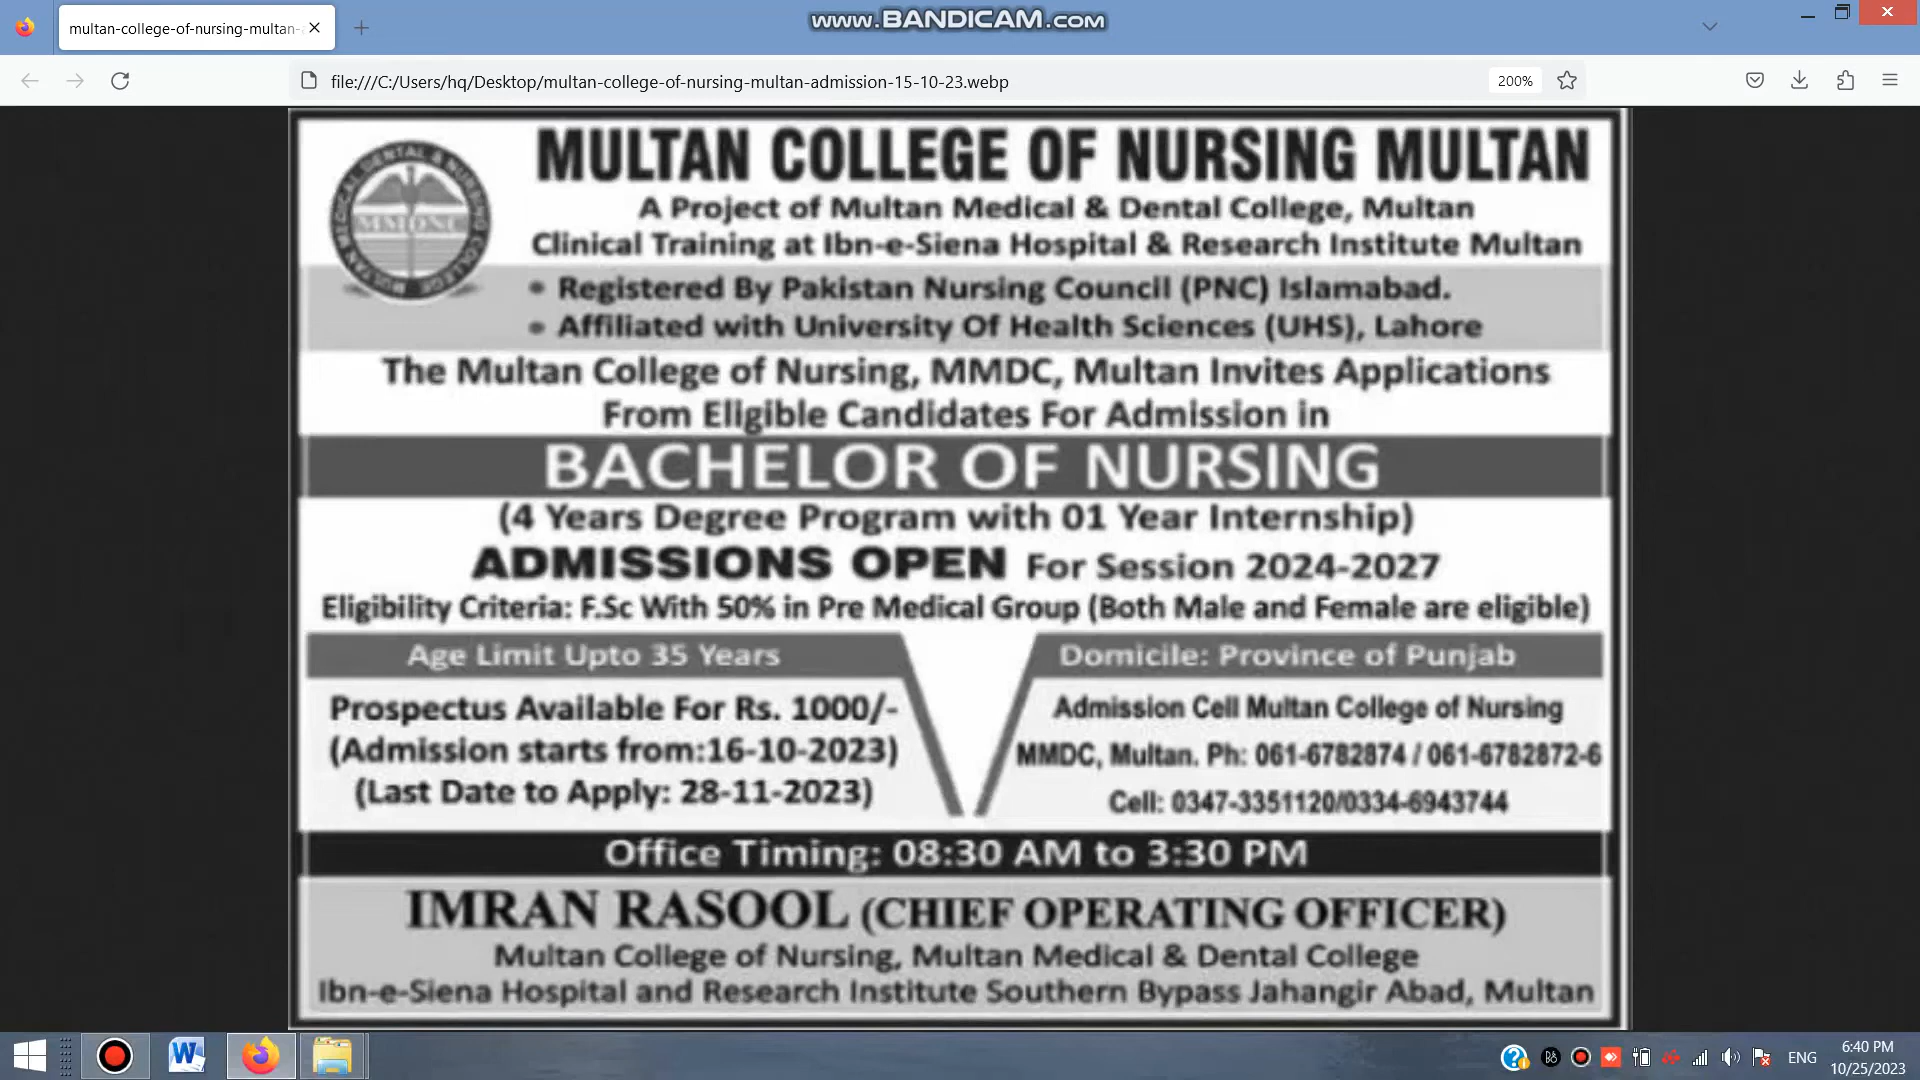 www.BANDICAM.com
multan-college-of-nursing-multan-
file:///C:/Users/hq/Desktop/multan-college-of-nursing-multan-admission-15-10-23.webp
200%
MULTAN MEDICAL DENTAL & NURSING COLLEGE
MULTAN COLLEGE OF NURSING MULTAN
A Project of Multan Medical & Dental College, Multan
Clinical Training at Ibn-e-Siena Hospital & Research Institute Multan
• Registered By Pakistan Nursing Council (PNC) Islamabad.
• Affiliated with University Of Health Sciences (UHS), Lahore
The Multan College of Nursing, MMDC, Multan Invites Applications
From Eligible Candidates For Admission in
BACHELOR OF NURSING
(4 Years Degree Program with 01 Year Internship)
ADMISSIONS OPEN For Session 2024-2027
Eligibility Criteria: F.Sc With 50% in Pre Medical Group (Both Male and Female are eligible)
Age Limit Upto 35 Years
Prospectus Available For Rs. 1000/-
(Admission starts from:16-10-2023)
(Last Date to Apply: 28-11-2023)
Domicile: Province of Punjab
Admission Cell Multan College of Nursing
MMDC, Multan. Ph: 061-6782874 / 061-6782872-6
Cell: 0347-3351120/0334-6943744
Office Timing: 08:30 AM to 3:30 PM
IMRAN RASOOL (CHIEF OPERATING OFFICER)
Multan College of Nursing, Multan Medical & Dental College
Ibn-e-Siena Hospital and Research Institute Southern Bypass Jahangir Abad, Multan
ENG
6:40 PM
10/25/2023